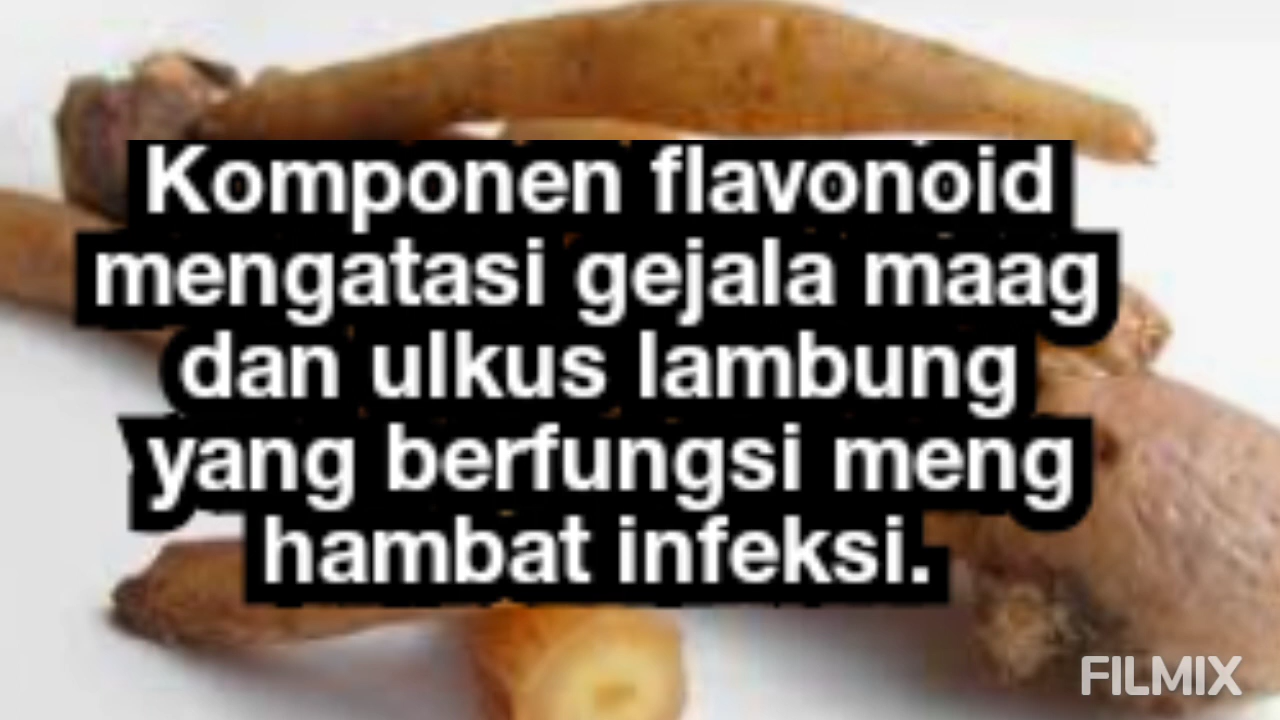 Komponen flavonoid
mengatasi gejala maag
dan ulkus lambung
yang berfungsi meng
hambat infeksi.
FILMIX